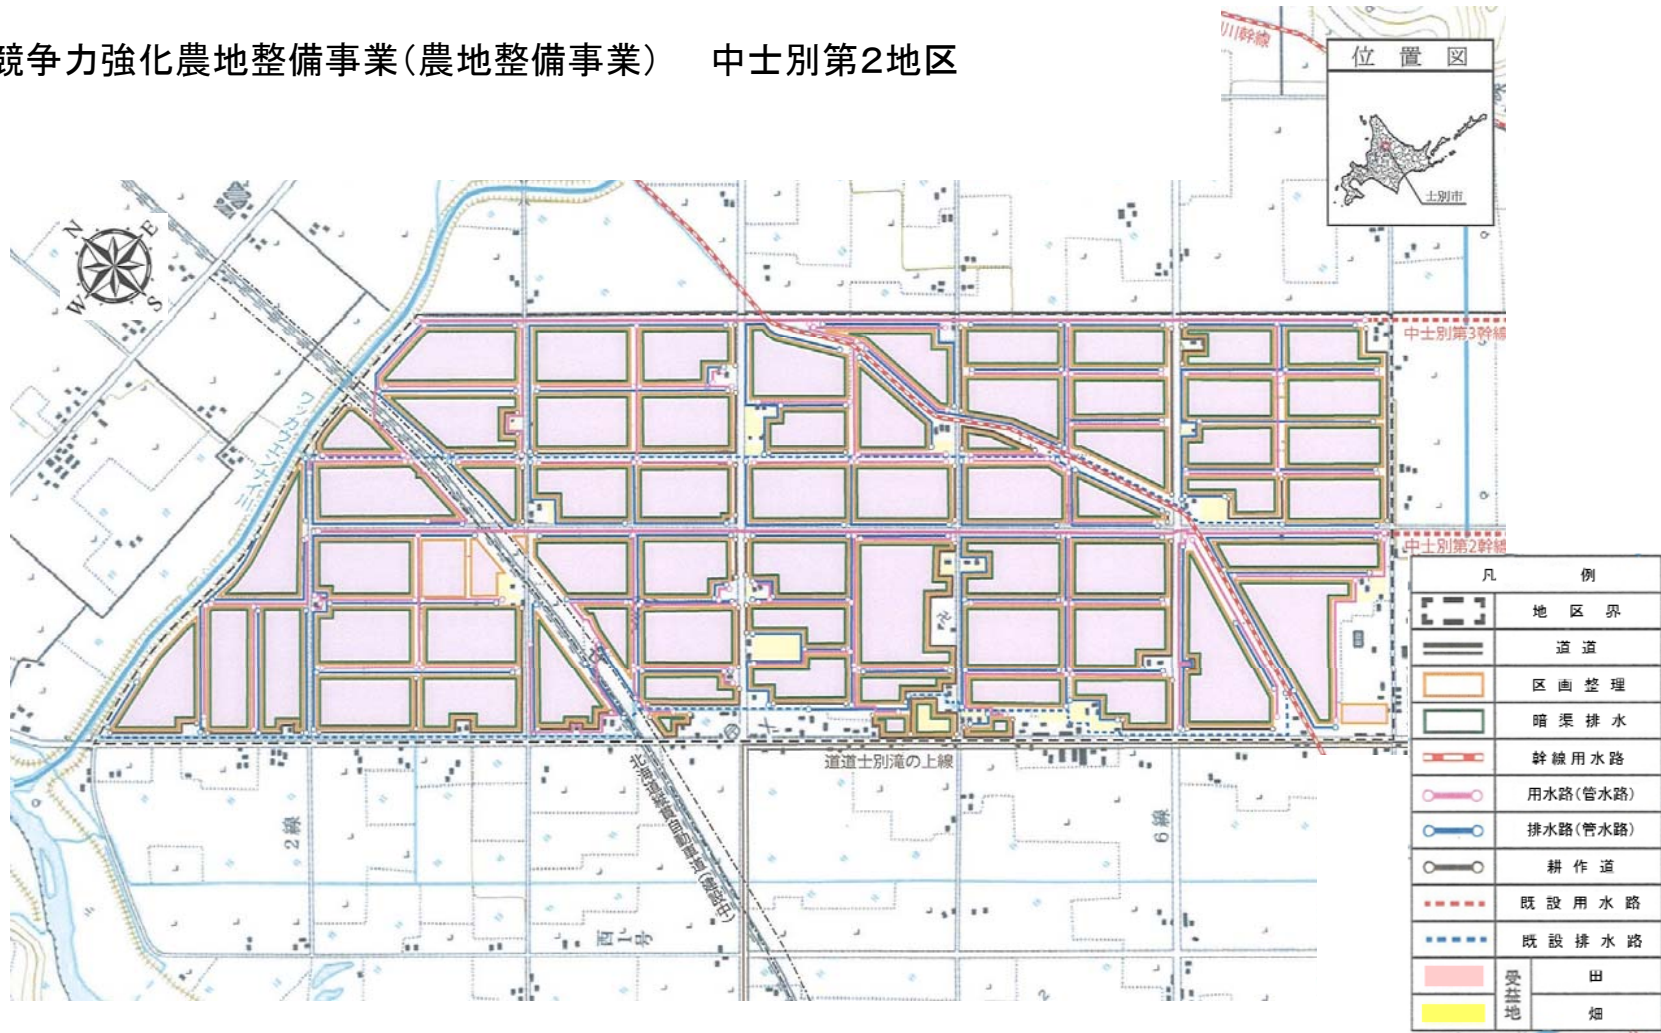 競争力強化農地整備事業(農地整備事業)　中士別第2地区
位置図
士別市
N
E
W
S
中士別第3幹線
中士別第2幹線
道道士別滝の上線
北海道縦貫自動車道(建設中)
2線
6線
西1号
凡例
地区界
道道
区画整理
暗渠排水
幹線用水路
用水路(管水路)
排水路(管水路)
耕作道
既設用水路
既設排水路
受益地
田
畑